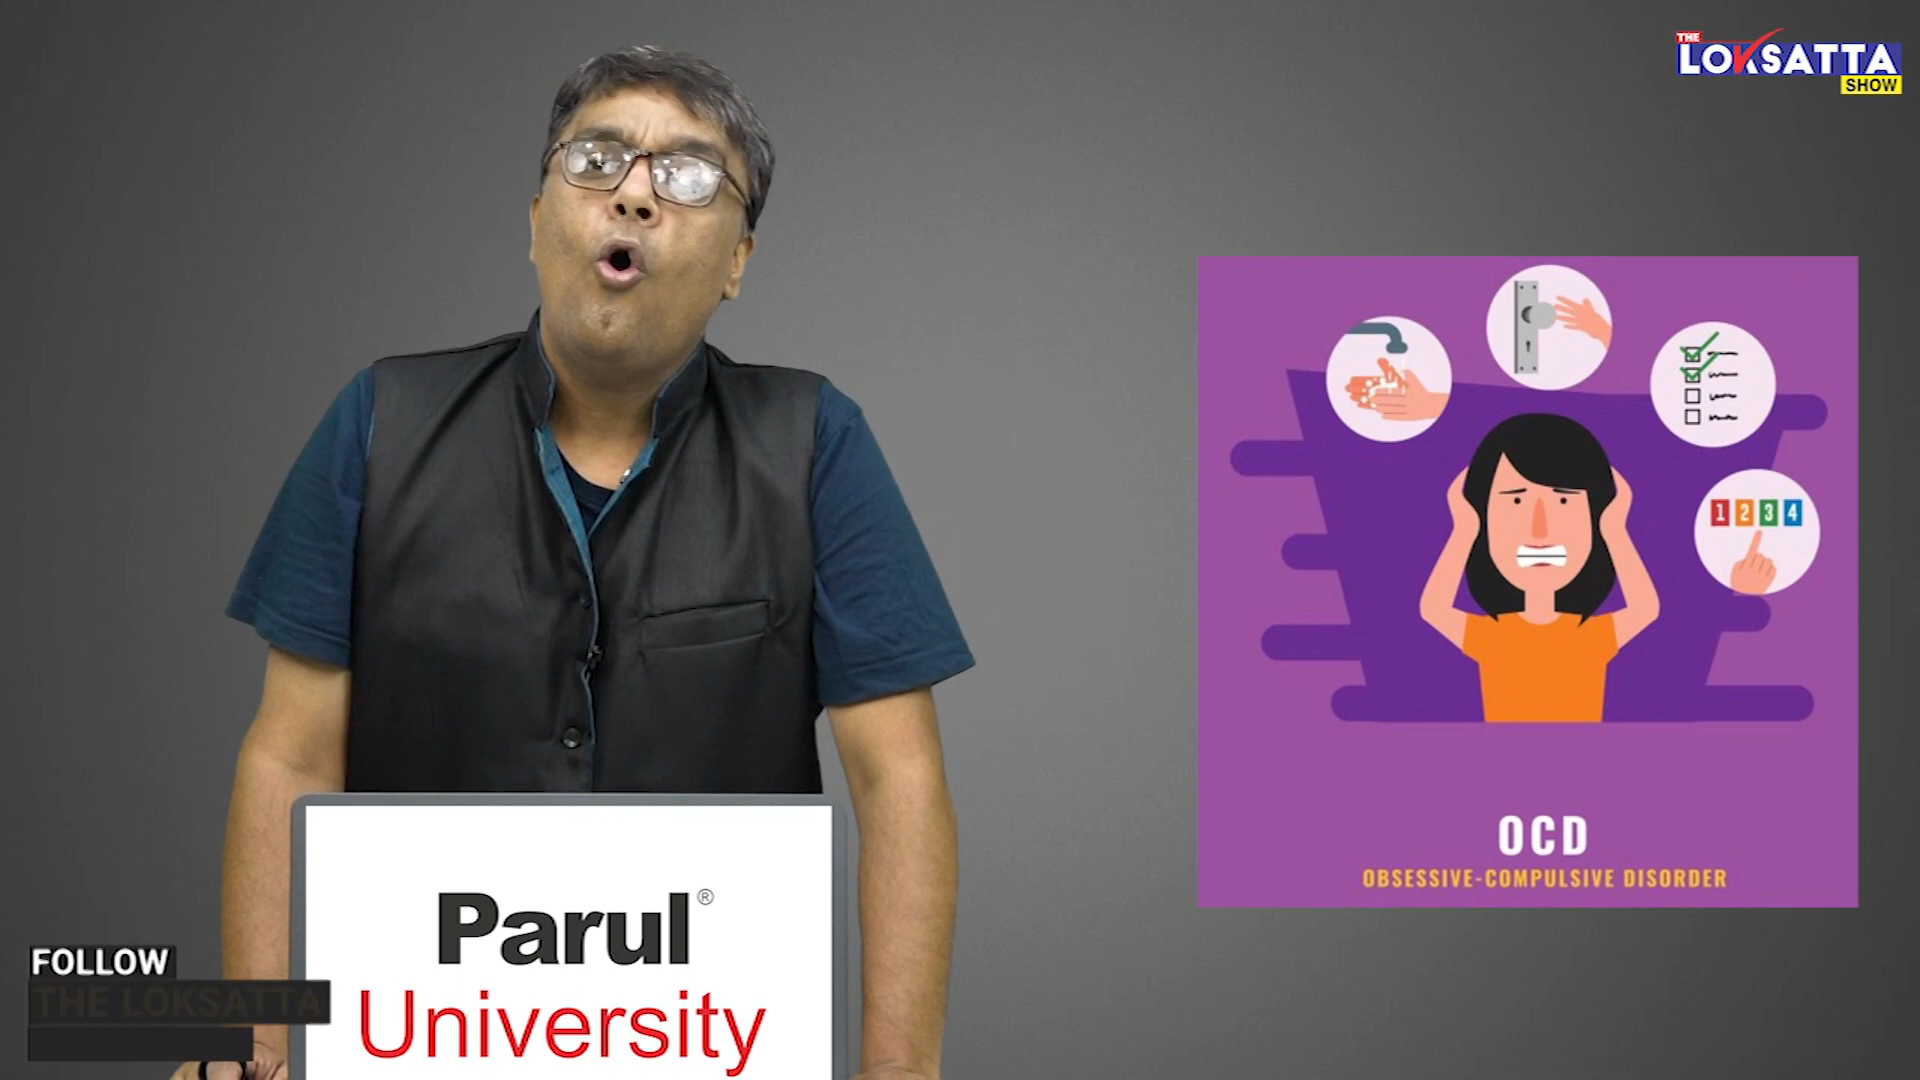 THE
LOKSATTA
SHOW
1 2 3 4
OCD
OBSESSIVE-COMPULSIVE DISORDER
Parul®
University
FOLLOW
THE LOKSATTA